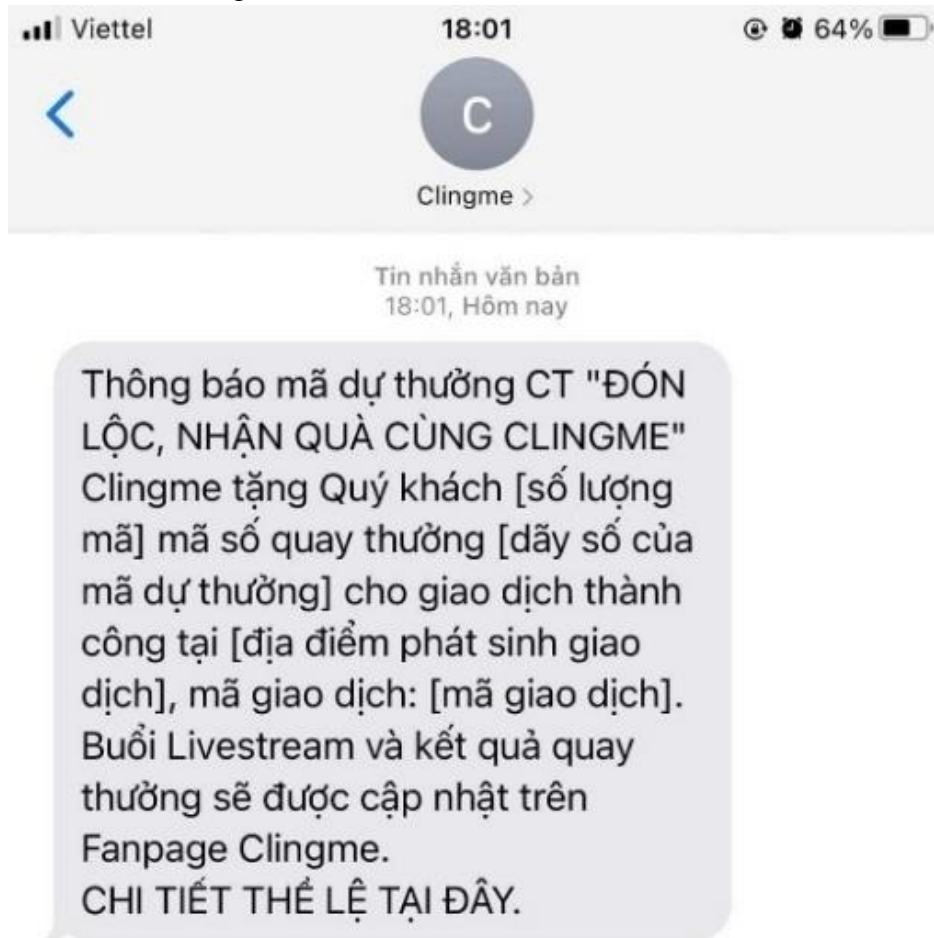 Viettel 18:01 64%
C
Clingme >
Tin nhắn văn bản
18:01, Hôm nay
Thông báo mã dự thưởng CT "ĐÓN
LỘC, NHẬN QUÀ CÙNG CLINGME"
Clingme tặng Quý khách [số lượng
mã] mã số quay thưởng [dãy số của
mã dự thưởng] cho giao dịch thành
công tại [địa điểm phát sinh giao
dịch], mã giao dịch: [mã giao dịch].
Buổi Livestream và kết quả quay
thưởng sẽ được cập nhật trên
Fanpage Clingme.
CHI TIẾT THỂ LỆ TẠI ĐÂY.